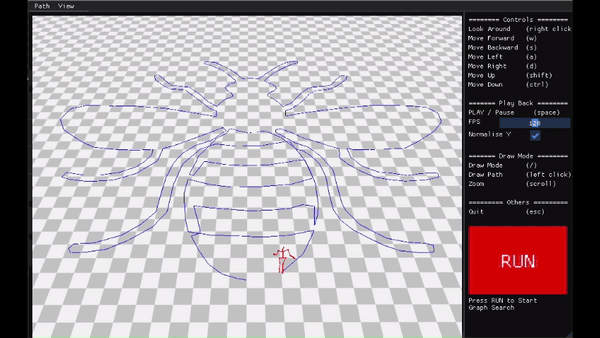 Path View
======== Controls ========
Look Around (right click
Move Forward (w)
Move Backward (s)
Move Left (a)
Move Right (d)
Move Up (shift)
Move Down (ctrl)
======== Play Back ========
PLAY / Pause (space)
FPS
Normalise Y
======== Draw Mode ========
Draw Mode (/)
Draw Path (left click)
Zoom (scroll)
======== Others ========
Quit (esc)
RUN
Press RUN to Start
Graph Search